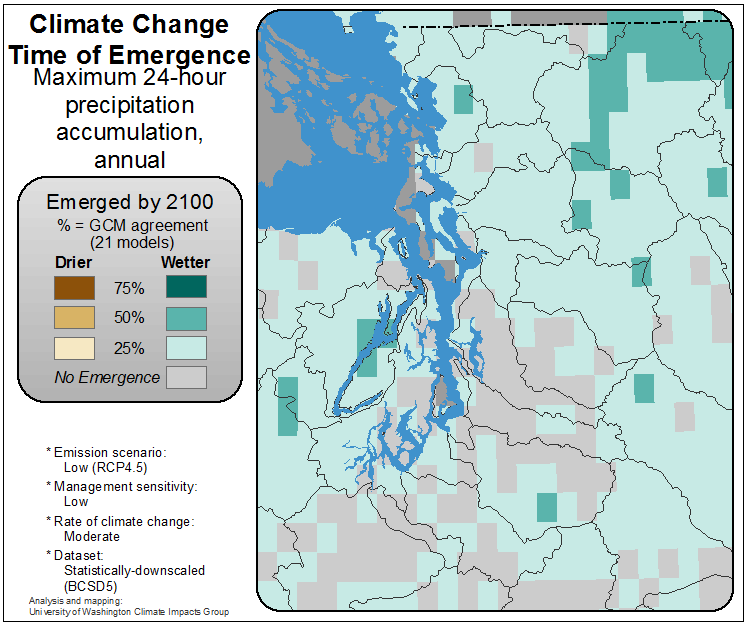 Climate Change
Time of Emergence
Maximum 24-hour
precipitation
accumulation,
annual
Emerged by 2100
% = GCM agreement
(21 models)
Drier Wetter
75%
50%
25%
No Emergence
* Emission scenario:
Low (RCP4.5)
* Management sensitivity:
Low
* Rate of climate change:
Moderate
* Dataset:
Statistically-downscaled
(BCSD5)
Analysis and mapping:
University of Washington Climate Impacts Group